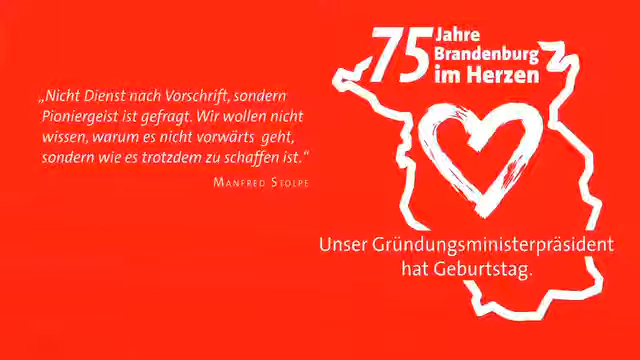 „Nicht Dienst nach Vorschrift, sondern
Pioniergeist ist gefragt. Wir wollen nicht
wissen, warum es nicht vorwärts geht,
sondern wie es trotzdem zu schaffen ist.“
Manfred Stolpe
75 Jahre
Brandenburg
im Herzen
Unser Gründungsministerpräsident
hat Geburtstag.